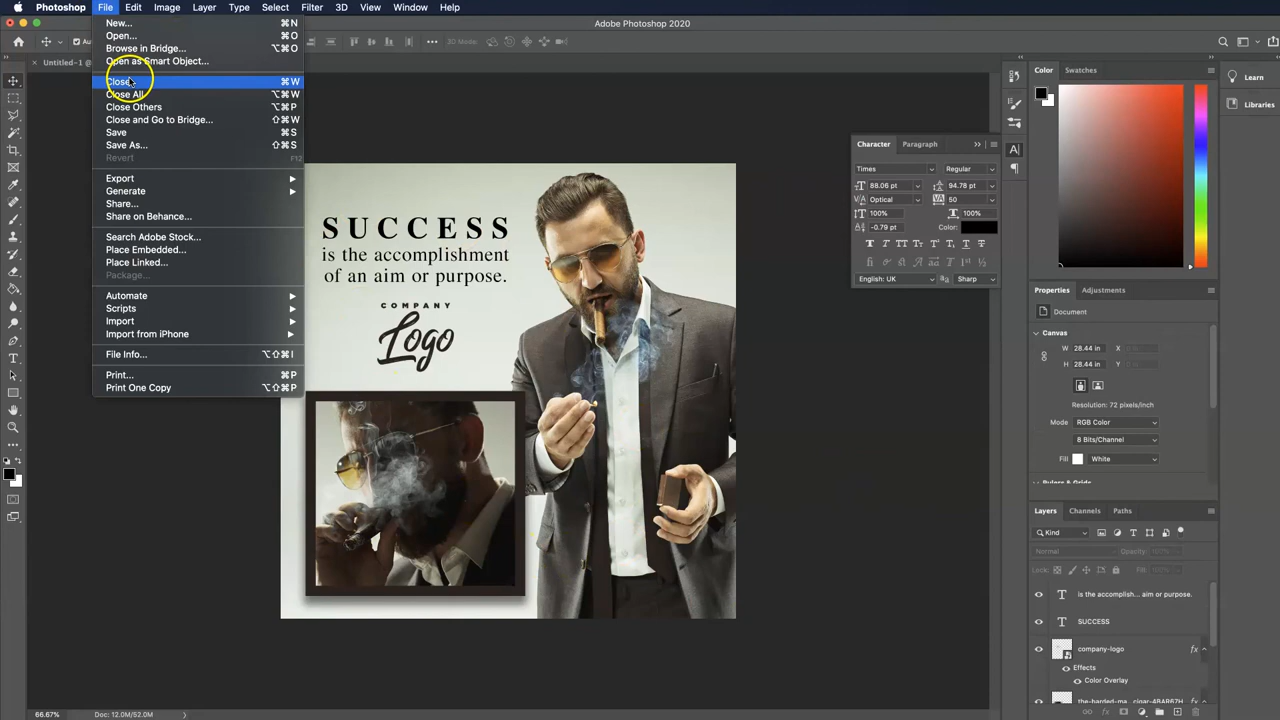 Photoshop File Edit Image Layer Type Select Filter 3D View Window Help
Adobe Photoshop 2020
3D Mode:
Untitled-1 @
New... ⌘N
Open... ⌘O
Browse in Bridge... ⌥⌘O
Open as Smart Object...
Close ⌘W
Close All ⌥⌘W
Close Others ⌥⌘P
Close and Go to Bridge... ⇧⌘W
Save ⌘S
Save As... ⇧⌘S
Revert F12
Export
Generate
Share...
Share on Behance...
Search Adobe Stock...
Place Embedded...
Place Linked...
Package...
Automate
Scripts
Import
Import from iPhone
File Info... ⌥⇧⌘I
Print... ⌘P
Print One Copy ⌥⇧⌘P
SUCCESS
is the accomplishment
of an aim or purpose.
COMPANY
Logo
Character Paragraph
Times Regular
88.06 pt 94.78 pt
Optical 50
100% 100%
-0.79 pt Color:
English: UK Sharp
Color Swatches
Learn
Libraries
Properties Adjustments
Document
Canvas
W 28.44 in X
H 28.44 in Y
Resolution: 72 pixels/inch
Mode RGB Color
8 Bits/Channel
Fill White
Rulers & Grids
Layers Channels Paths
Kind
Normal Opacity: 100%
Lock: Fill: 100%
is the accomplish... aim or purpose.
SUCCESS
company-logo fx
Effects
Color Overlay
66.67% Doc: 12.0M/52.0M